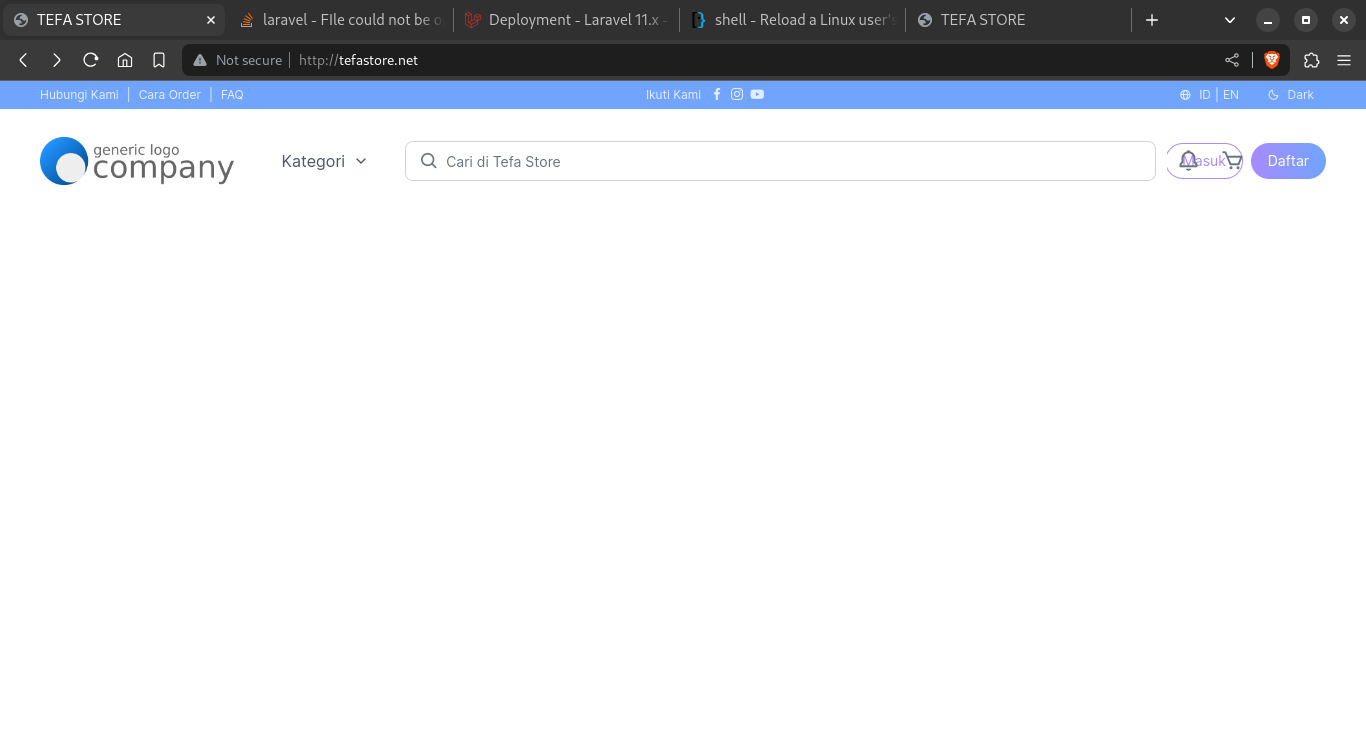 TEFA STORE
laravel - FIle could not be o
Deployment - Laravel 11.x -
shell - Reload a Linux user's
TEFA STORE
Not secure http://tefastore.net
Hubungi Kami | Cara Order | FAQ
Ikuti Kami
ID | EN
Dark
generic logo
company
Kategori
Cari di Tefa Store
Masuk
Daftar